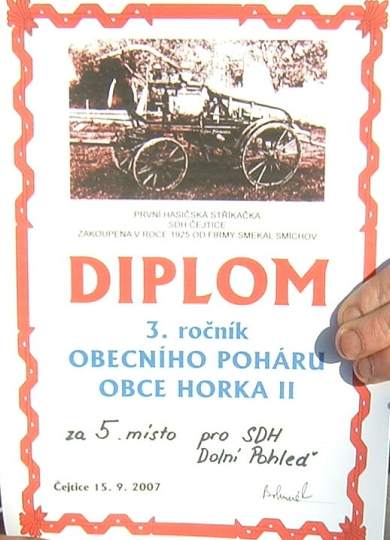 PRVNÍ HASIČSKÁ STŘÍKAČKA
SDH ČEJTICE
ZAKOUPENA V ROCE 1925 OD FIRMY SMEKAL SMÍCHOV
DIPLOM
3. ročník
OBECNÍHO POHÁRU
OBCE HORKA II
za 5. místo pro SDH
Dolní Pohleď
Čejtice 15. 9. 2007